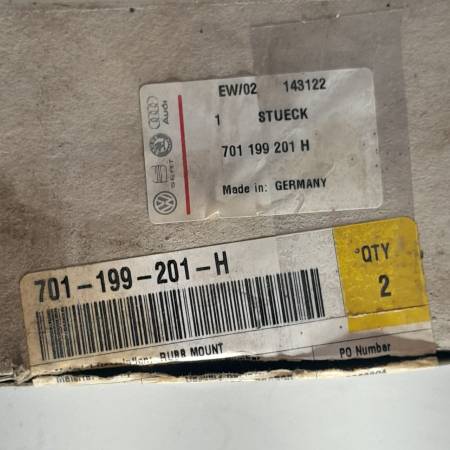 EW/02 143122
1 STUECK
701 199 201 H
Made in: GERMANY
Audi
SEAT
701-199-201-H
QTY
2
RUBB MOUNT
PO Number